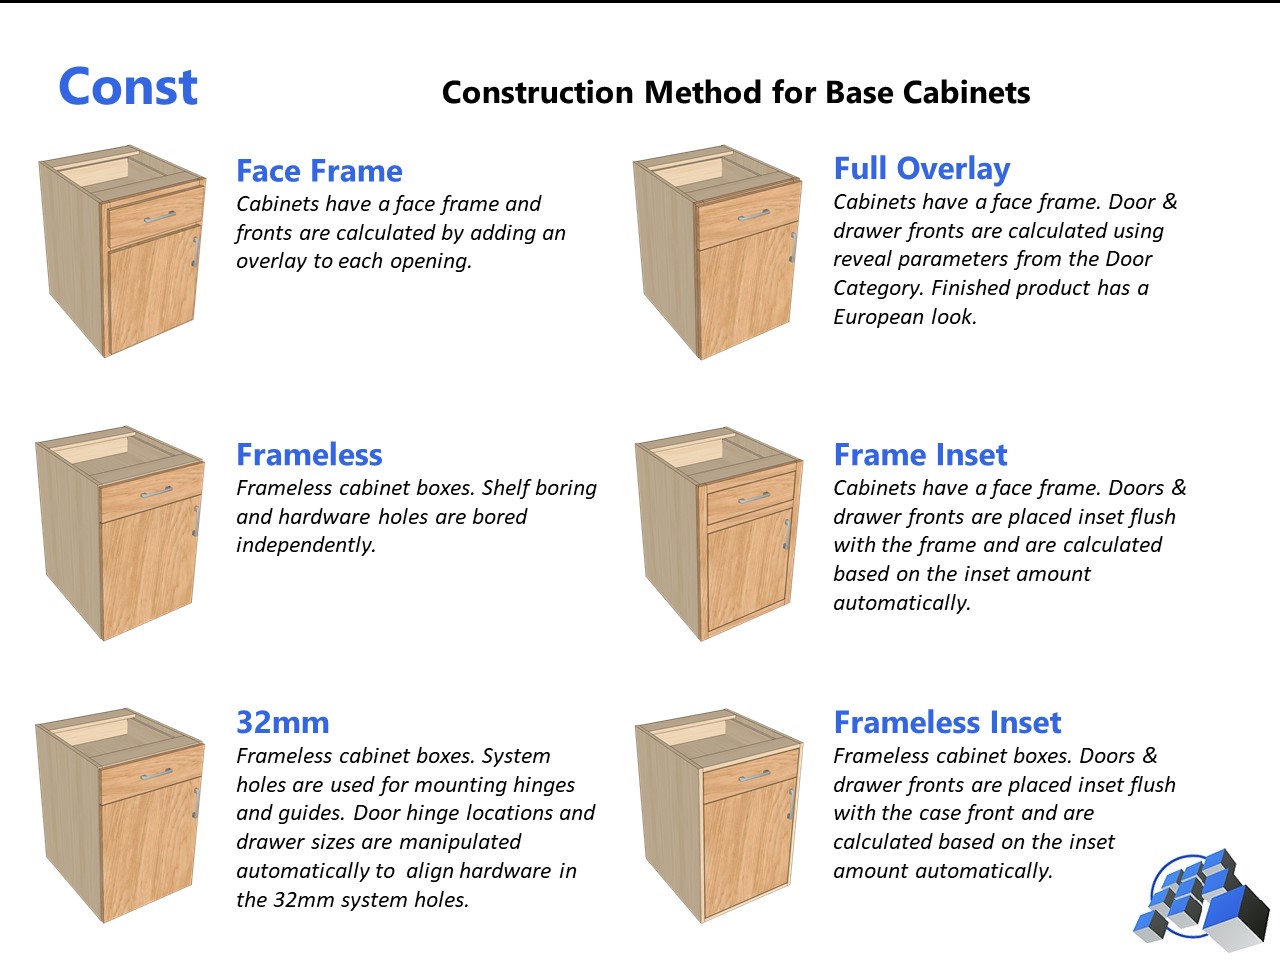 Const
Construction Method for Base Cabinets
Face Frame
Cabinets have a face frame and
fronts are calculated by adding an
overlay to each opening.
Full Overlay
Cabinets have a face frame. Door &
drawer fronts are calculated using
reveal parameters from the Door
Category. Finished product has a
European look.
Frameless
Frameless cabinet boxes. Shelf boring
and hardware holes are bored
independently.
Frame Inset
Cabinets have a face frame. Doors &
drawer fronts are placed inset flush
with the frame and are calculated
based on the inset amount
automatically.
32mm
Frameless cabinet boxes. System
holes are used for mounting hinges
and guides. Door hinge locations and
drawer sizes are manipulated
automatically to align hardware in
the 32mm system holes.
Frameless Inset
Frameless cabinet boxes. Doors &
drawer fronts are placed inset flush
with the case front and are
calculated based on the inset
amount automatically.